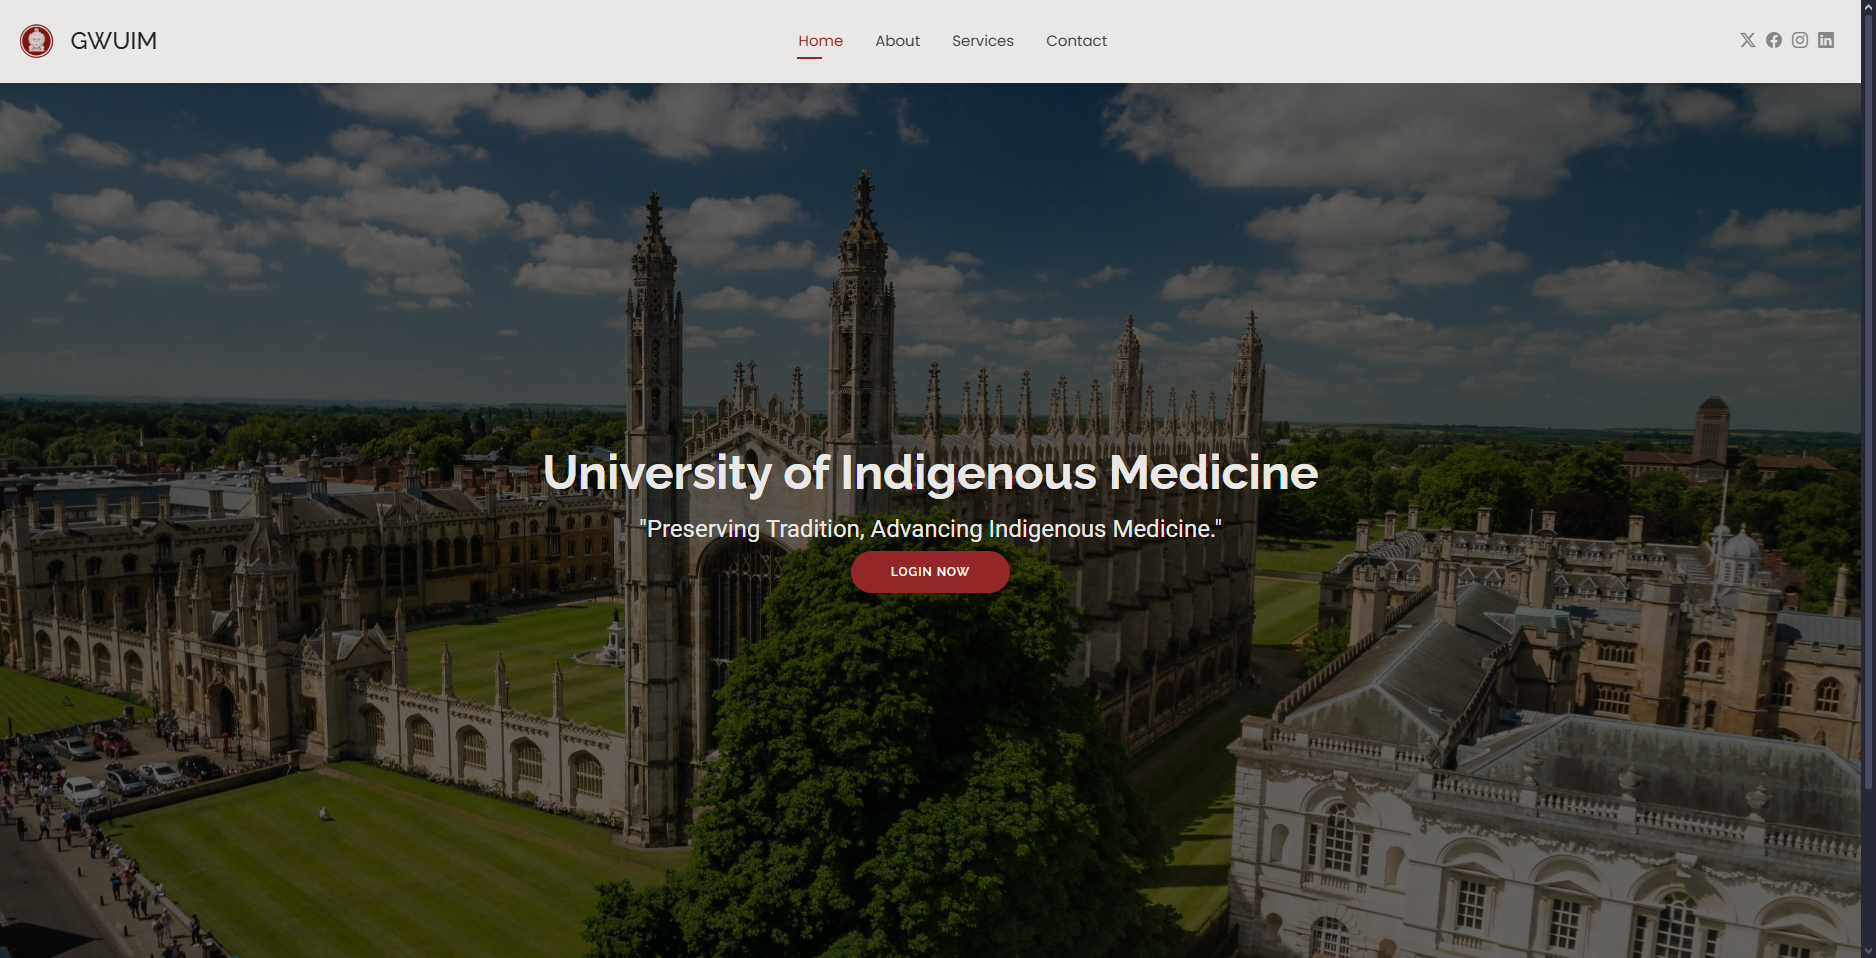 GWUIM
Home About Services Contact
University of Indigenous Medicine
"Preserving Tradition, Advancing Indigenous Medicine."
LOGIN NOW